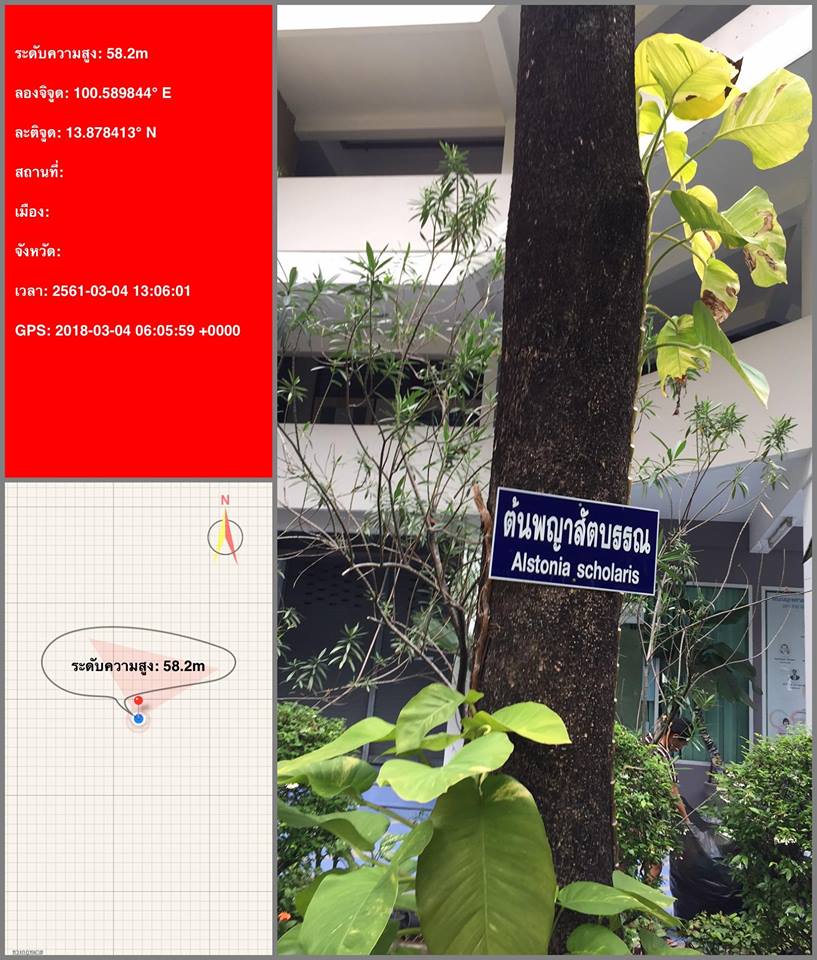 ระดับความสูง: 58.2m
ลองจิจูด: 100.589844° E
ละติจูด: 13.878413° N
สถานที่:
เมือง:
จังหวัด:
เวลา: 2561-03-04 13:06:01
GPS: 2018-03-04 06:05:59 +0000
N
ระดับความสูง: 58.2m
ต้นพญาสัตบรรณ
Alstonia scholaris